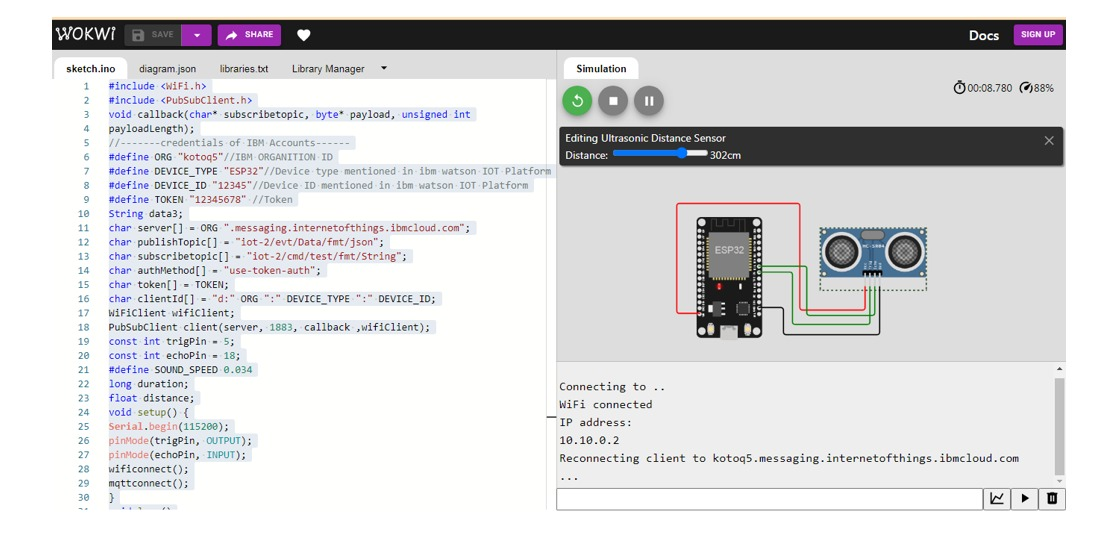 WOKWI SAVE SHARE Docs SIGN UP
sketch.ino diagram.json libraries.txt Library Manager
1 #include <WiFi.h>
2 #include <PubSubClient.h>
3 void callback(char* subscribetopic, byte* payload, unsigned int
4 payloadLength);
5 //-------credentials of IBM Accounts------
6 #define ORG "kotoq5"//IBM ORGANITION ID
7 #define DEVICE_TYPE "ESP32"//Device type mentioned in ibm watson IOT Platform
8 #define DEVICE_ID "12345"//Device ID mentioned in ibm watson IOT Platform
9 #define TOKEN "12345678" //Token
10 String data3;
11 char server[] = ORG ".messaging.internetofthings.ibmcloud.com";
12 char publishTopic[] = "iot-2/evt/Data/fmt/json";
13 char subscribetopic[] = "iot-2/cmd/test/fmt/String";
14 char authMethod[] = "use-token-auth";
15 char token[] = TOKEN;
16 char clientId[] = "d:" ORG ":" DEVICE_TYPE ":" DEVICE_ID;
17 WiFiClient wifiClient;
18 PubSubClient client(server, 1883, callback ,wifiClient);
19 const int trigPin = 5;
20 const int echoPin = 18;
21 #define SOUND_SPEED 0.034
22 long duration;
23 float distance;
24 void setup() {
25 Serial.begin(115200);
26 pinMode(trigPin, OUTPUT);
27 pinMode(echoPin, INPUT);
28 wificonnect();
29 mqttconnect();
30 }
Simulation
00:08.780 88%
Editing Ultrasonic Distance Sensor
Distance: 302cm
ESP32
HC-SR04
Connecting to ..
WiFi connected
IP address:
10.10.0.2
Reconnecting client to kotoq5.messaging.internetofthings.ibmcloud.com
...